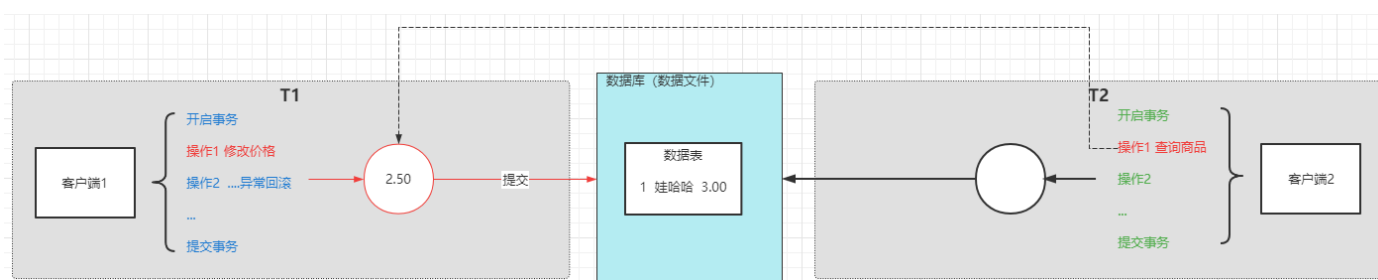 T1
客户端1
开启事务
操作1 修改价格
操作2 ....异常回滚
...
提交事务
2.50
提交
数据库（数据文件）
数据表
1 娃哈哈 3.00
T2
开启事务
操作1 查询商品
操作2
...
提交事务
客户端2